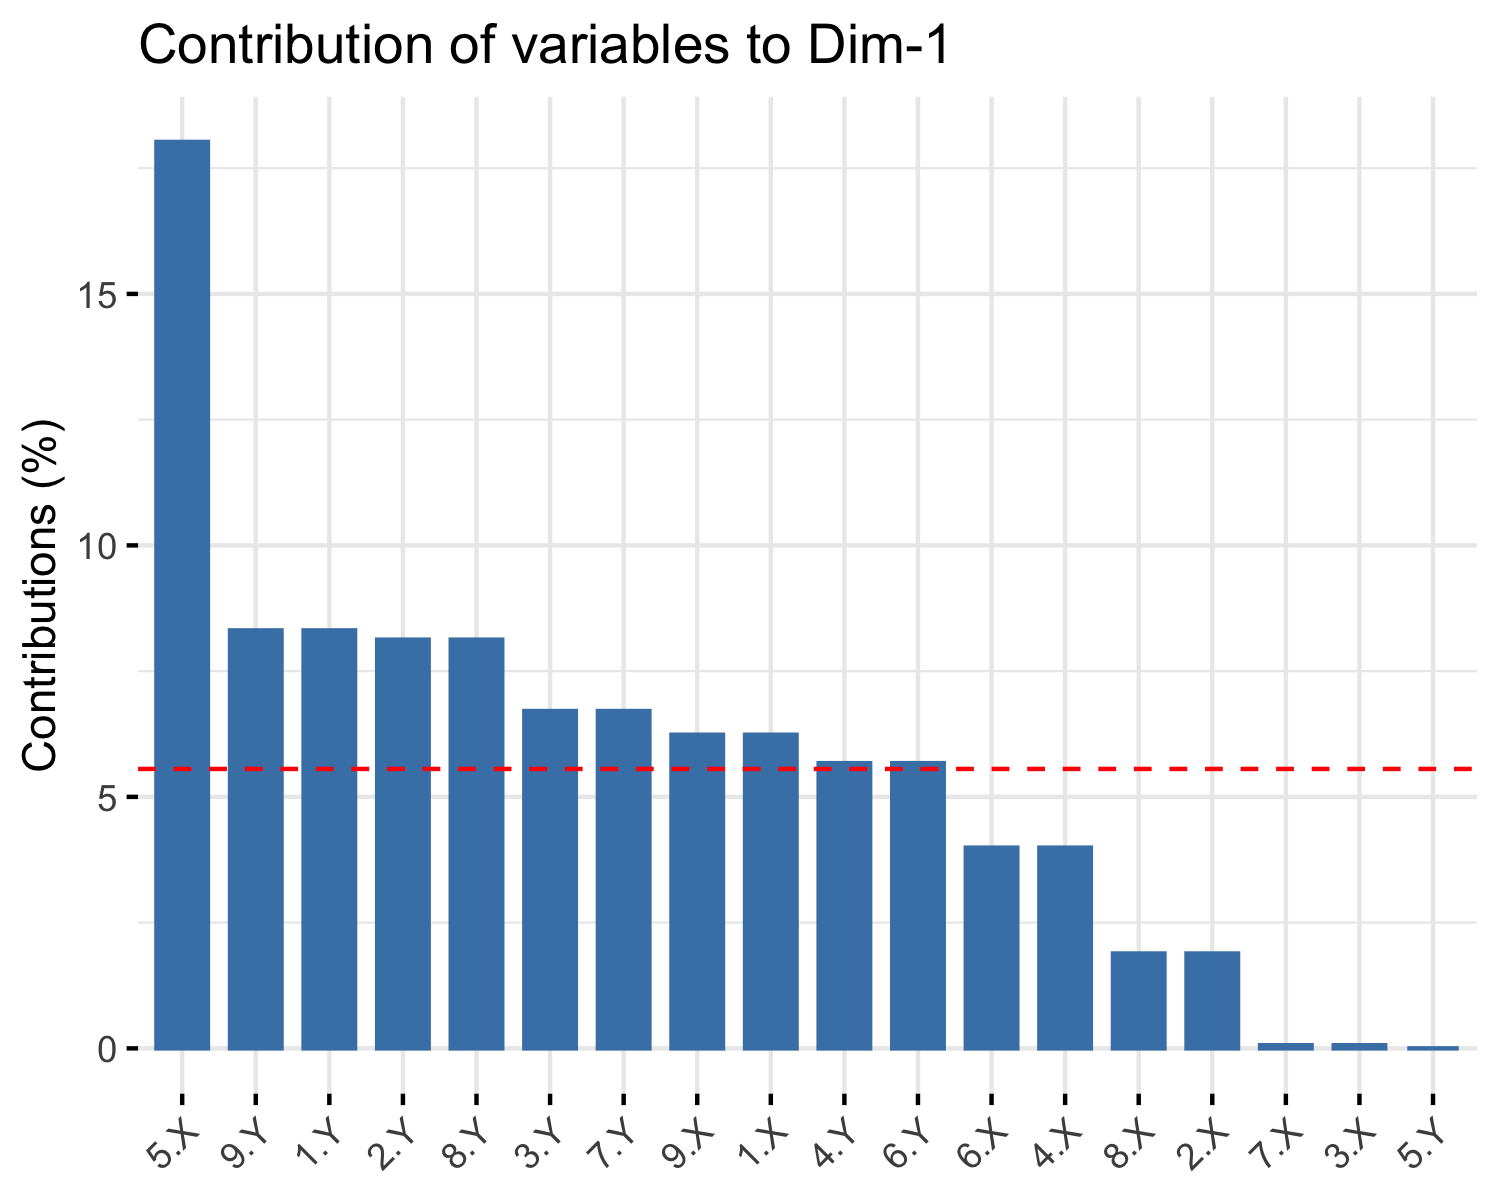 Contribution of variables to Dim-1
Contributions (%)
15
10
5
0
5.X
9.Y
1.Y
2.Y
8.Y
3.Y
7.Y
9.X
1.X
4.Y
6.Y
6.X
4.X
8.X
2.X
7.X
3.X
5.Y